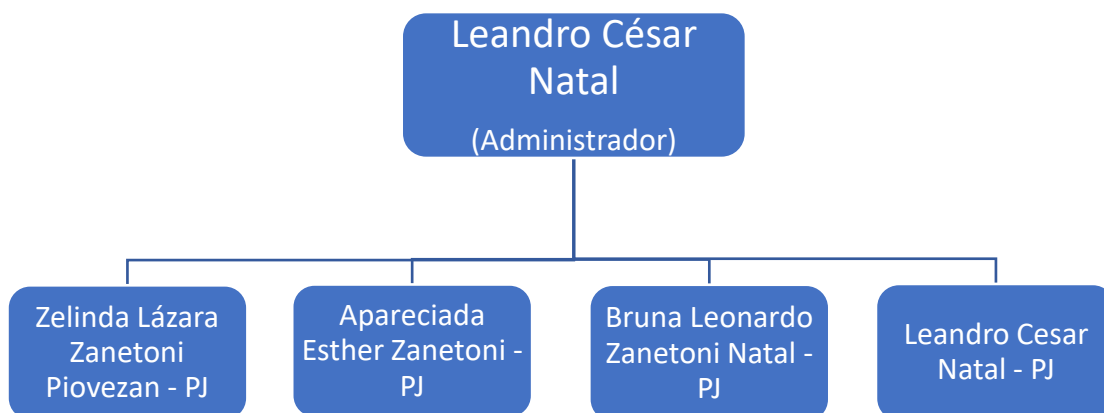 Leandro César
Natal
(Administrador)
Zelinda Lázara
Zanetoni
Piovezan - PJ
Apareciada
Esther Zanetoni -
PJ
Bruna Leonardo
Zanetoni Natal -
PJ
Leandro Cesar
Natal - PJ